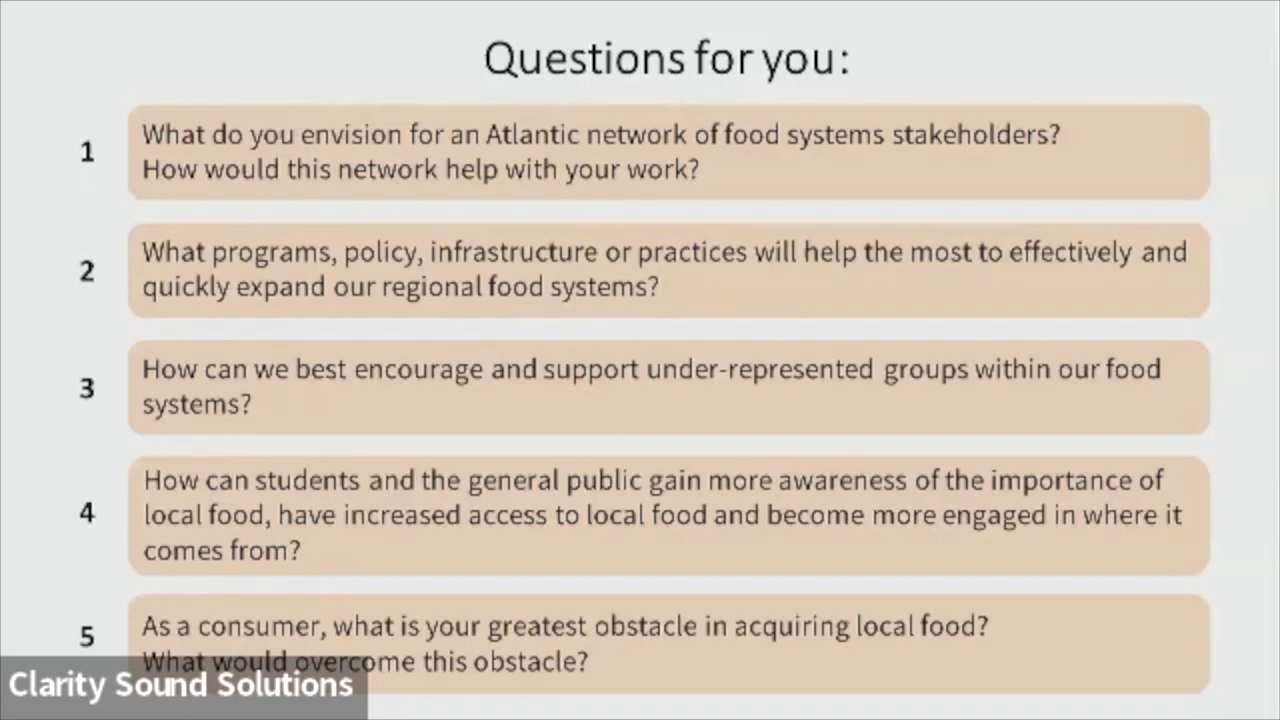 Questions for you:
1
What do you envision for an Atlantic network of food systems stakeholders?
How would this network help with your work?
2
What programs, policy, infrastructure or practices will help the most to effectively and
quickly expand our regional food systems?
3
How can we best encourage and support under-represented groups within our food
systems?
4
How can students and the general public gain more awareness of the importance of
local food, have increased access to local food and become more engaged in where it
comes from?
5
As a consumer, what is your greatest obstacle in acquiring local food?
What would overcome this obstacle?
Clarity Sound Solutions